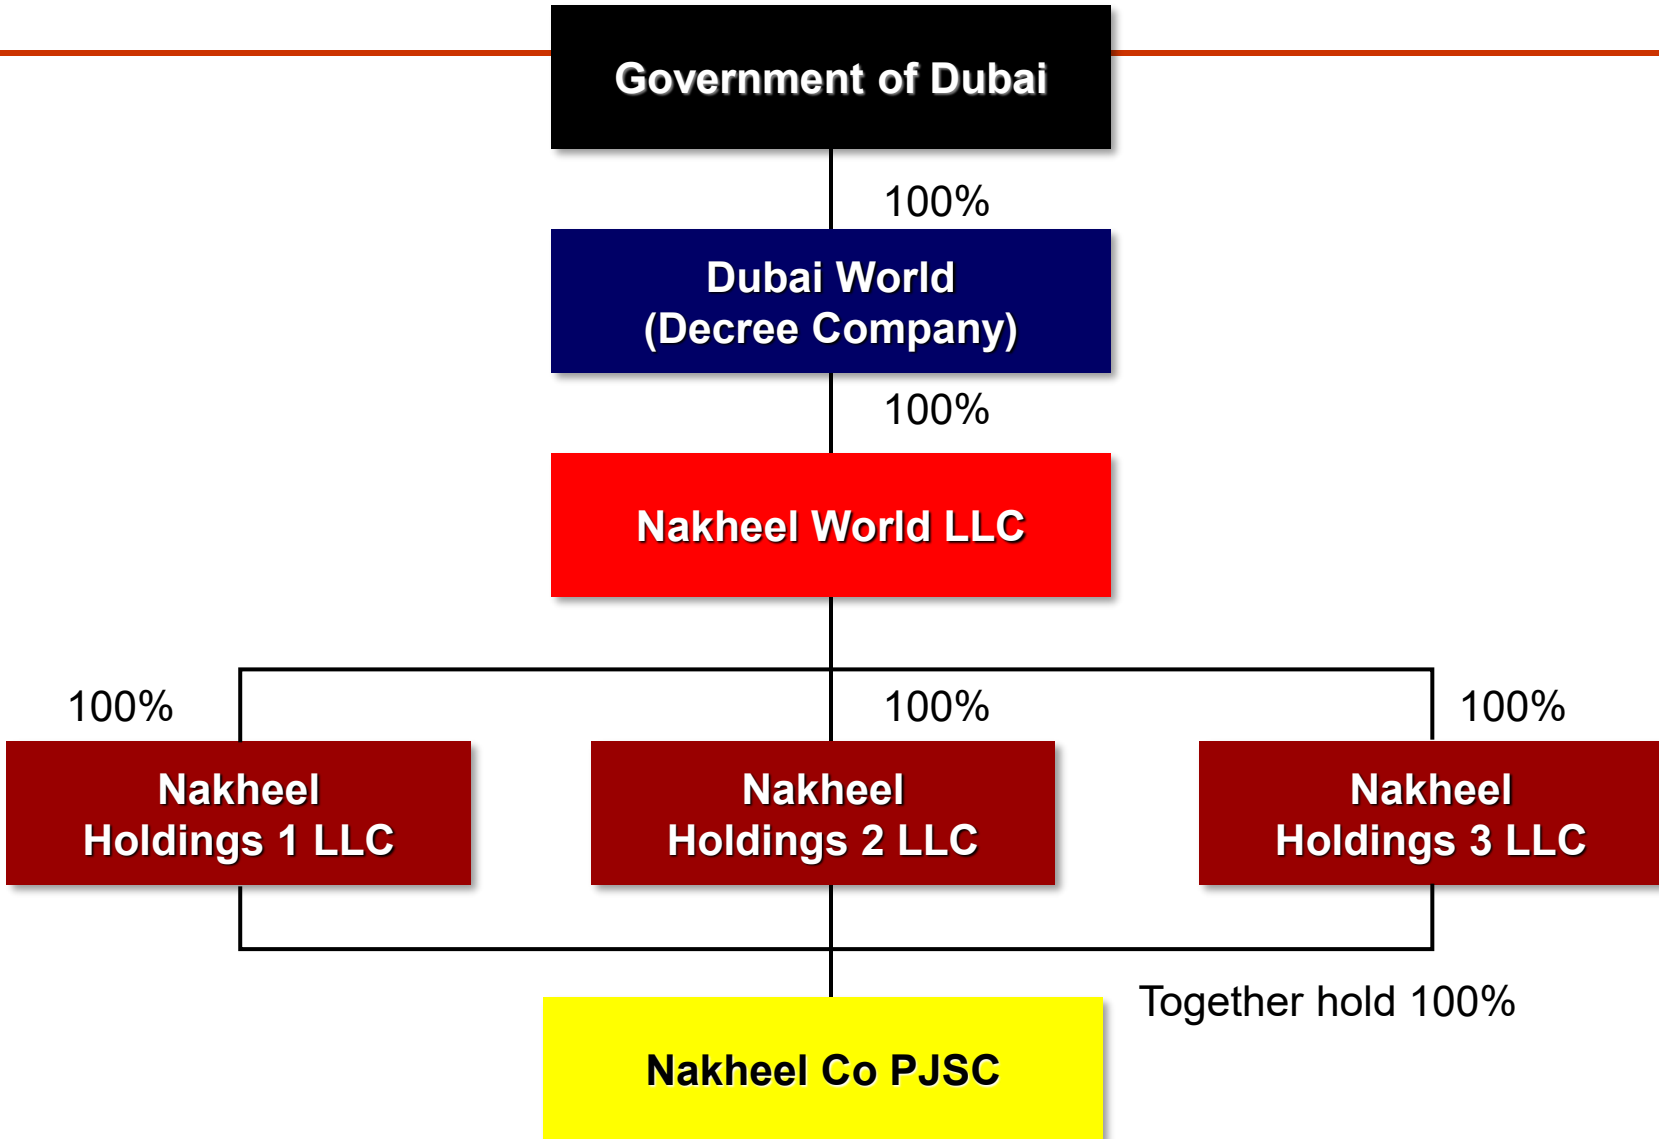 Government of Dubai
100%
Dubai World
(Decree Company)
100%
Nakheel World LLC
100%
100%
100%
Nakheel
Holdings 1 LLC
Nakheel
Holdings 2 LLC
Nakheel
Holdings 3 LLC
Together hold 100%
Nakheel Co PJSC